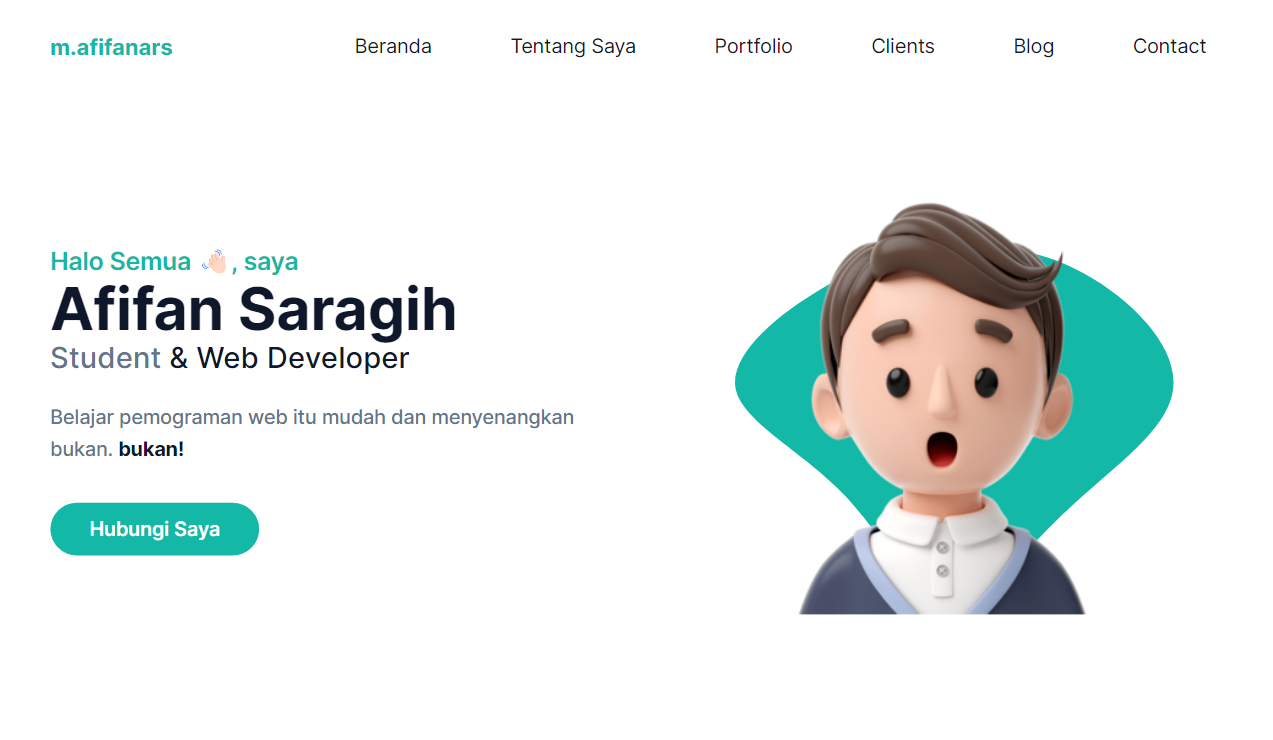 m.afifanars
Beranda
Tentang Saya
Portfolio
Clients
Blog
Contact
Halo Semua 👋🏻, saya
Afifan Saragih
Student & Web Developer
Belajar pemograman web itu mudah dan menyenangkan
bukan. bukan!
Hubungi Saya